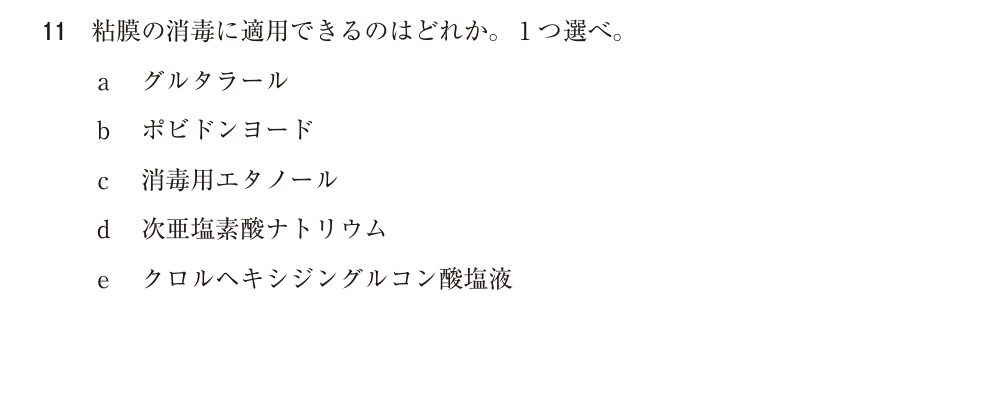 11 粘膜の消毒に適用できるのはどれか。1つ選べ。
a グルタラール
b ポビドンヨード
c 消毒用エタノール
d 次亜塩素酸ナトリウム
e クロルヘキシジングルコン酸塩液